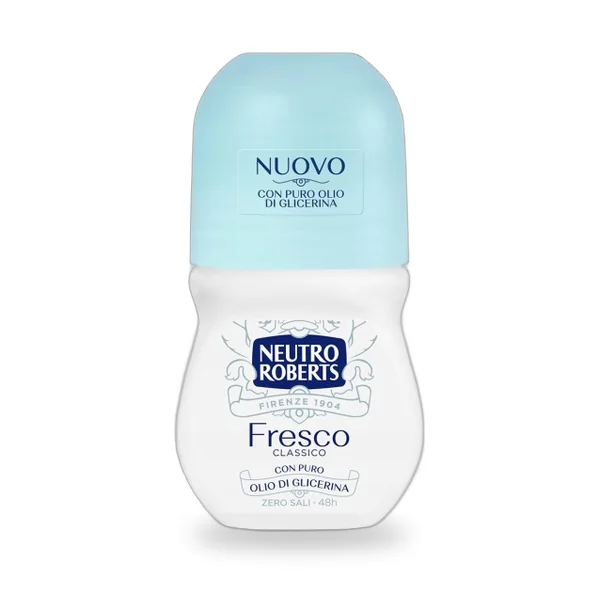 NUOVO
CON PURO OLIO
DI GLICERINA
NEUTRO
ROBERTS
FIRENZE 1904
Fresco
CLASSICO
CON PURO
OLIO DI GLICERINA
ZERO SALI - 48h